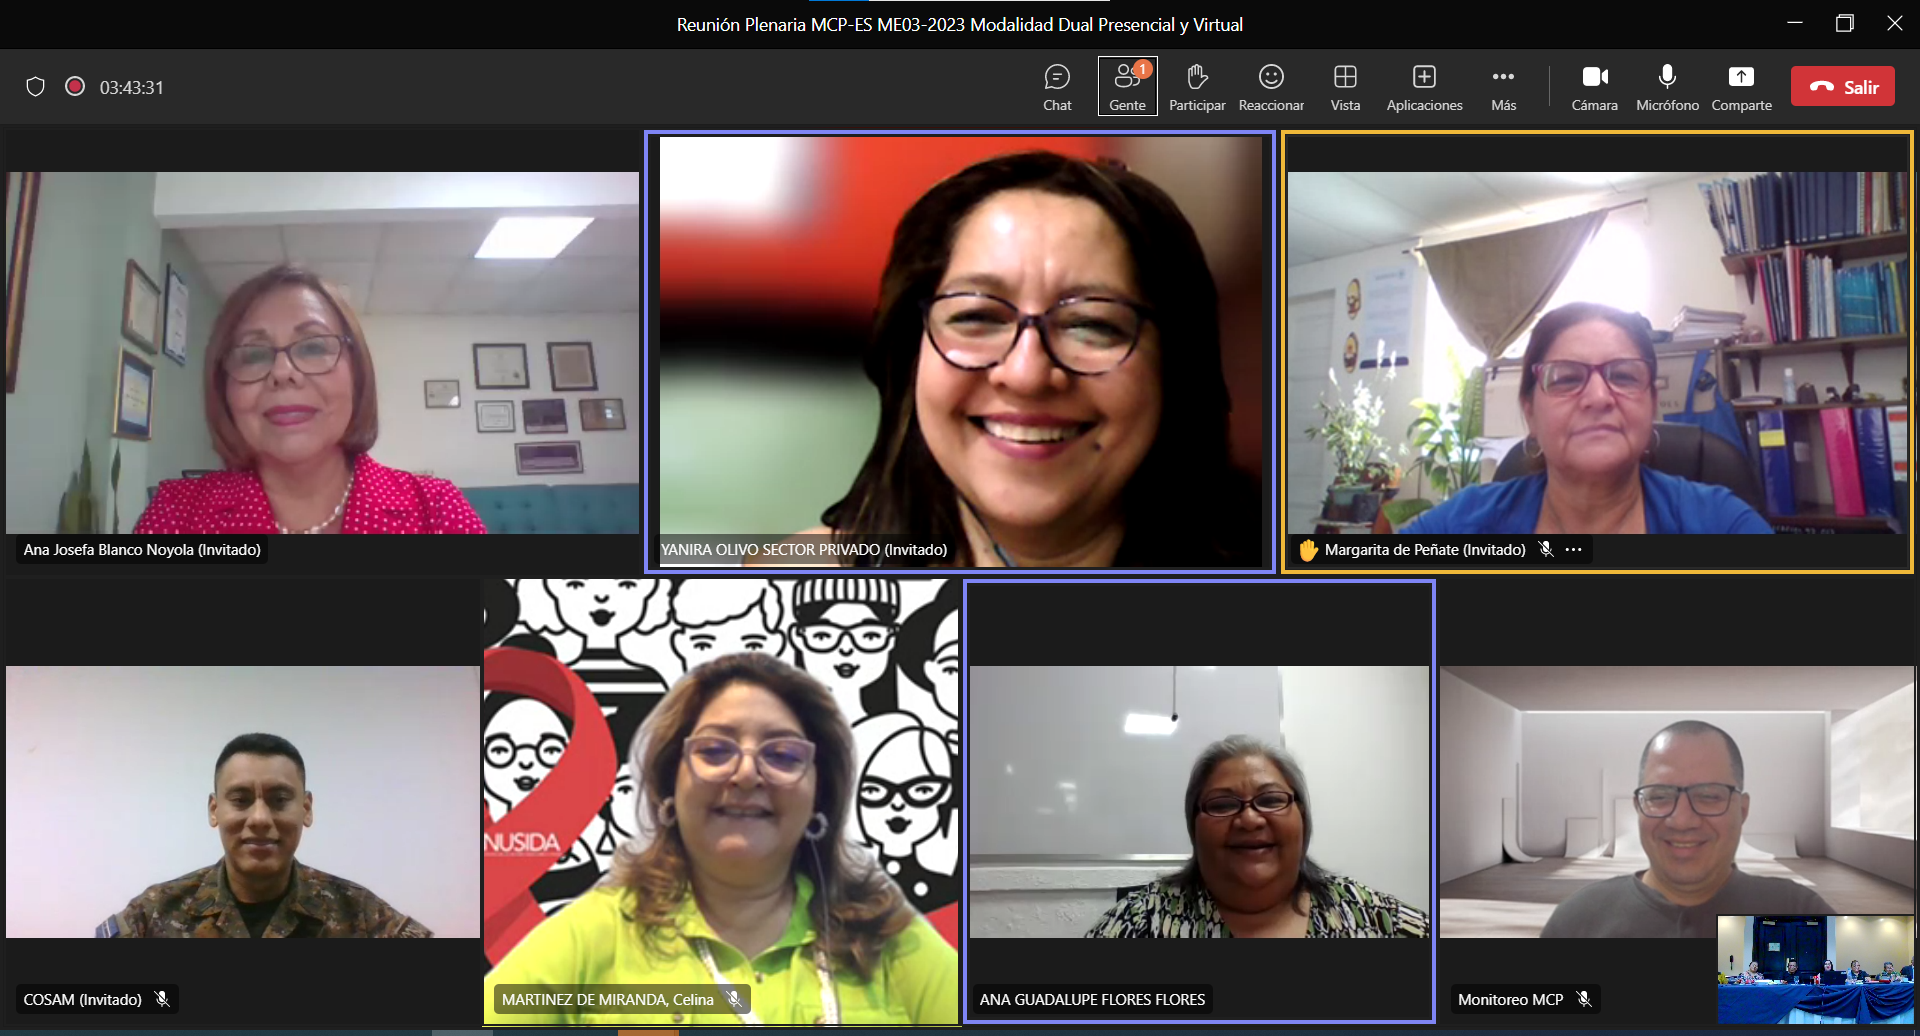 Reunión Plenaria MCP-ES ME03-2023 Modalidad Dual Presencial y Virtual
03:43:31
1
Chat
Gente
Participar
Reaccionar
Vista
Aplicaciones
Más
Cámara
Micrófono
Comparte
Salir
Ana Josefa Blanco Noyola (Invitado)
YANIRA OLIVO SECTOR PRIVADO (Invitado)
Margarita de Peñate (Invitado)
NUSIDA
COSAM (Invitado)
MARTINEZ DE MIRANDA, Celina
ANA GUADALUPE FLORES FLORES
Monitoreo MCP